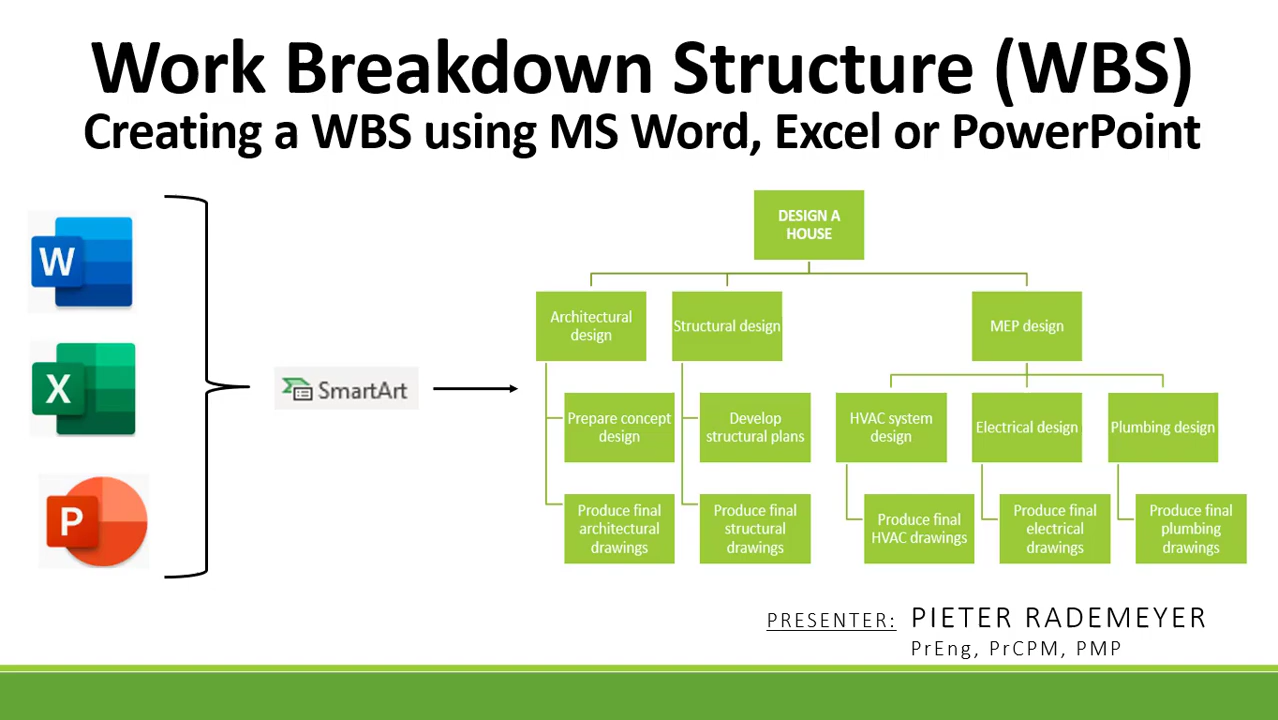 Work Breakdown Structure (WBS)
Creating a WBS using MS Word, Excel or PowerPoint
W
X
P
SmartArt
DESIGN A
HOUSE
Architectural
design
Structural design
MEP design
Prepare concept
design
Develop
structural plans
HVAC system
design
Electrical design
Plumbing design
Produce final
architectural
drawings
Produce final
structural
drawings
Produce final
HVAC drawings
Produce final
electrical
drawings
Produce final
plumbing
drawings
PRESENTER: PIETER RADEMEYER
PrEng, PrCPM, PMP